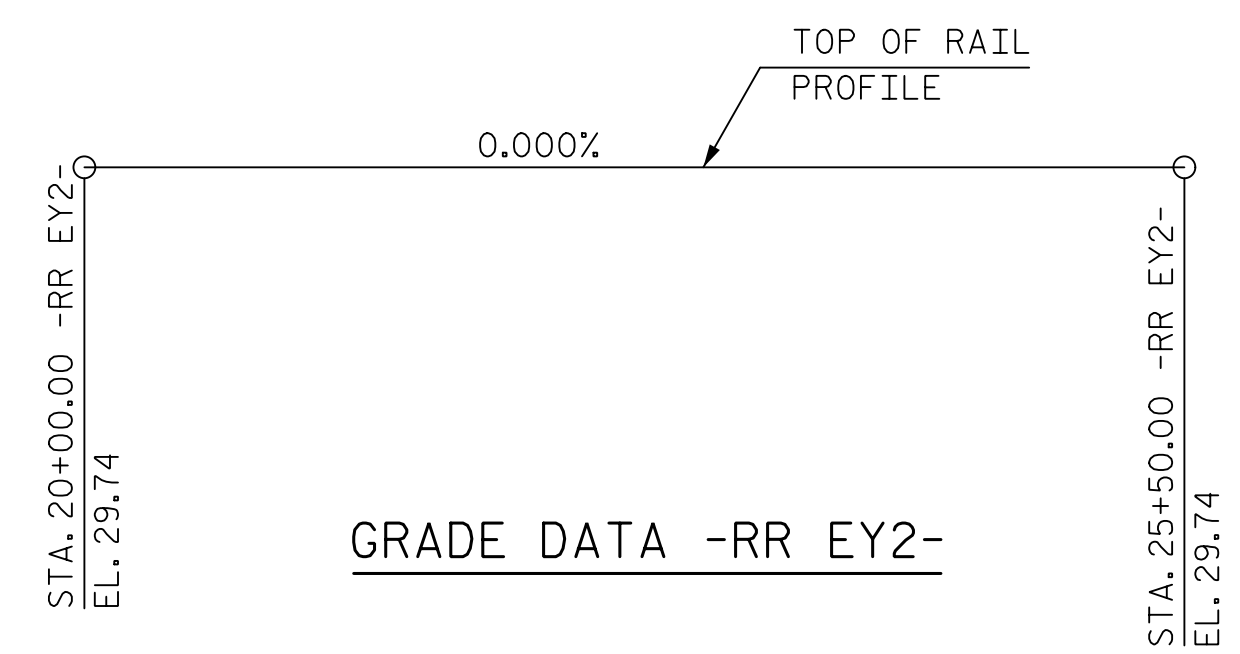 TOP OF RAIL
PROFILE
0.000%
STA. 20+00.00 -RR EY2-
EL. 29.74
STA. 25+50.00 -RR EY2-
EL. 29.74
GRADE DATA -RR EY2-